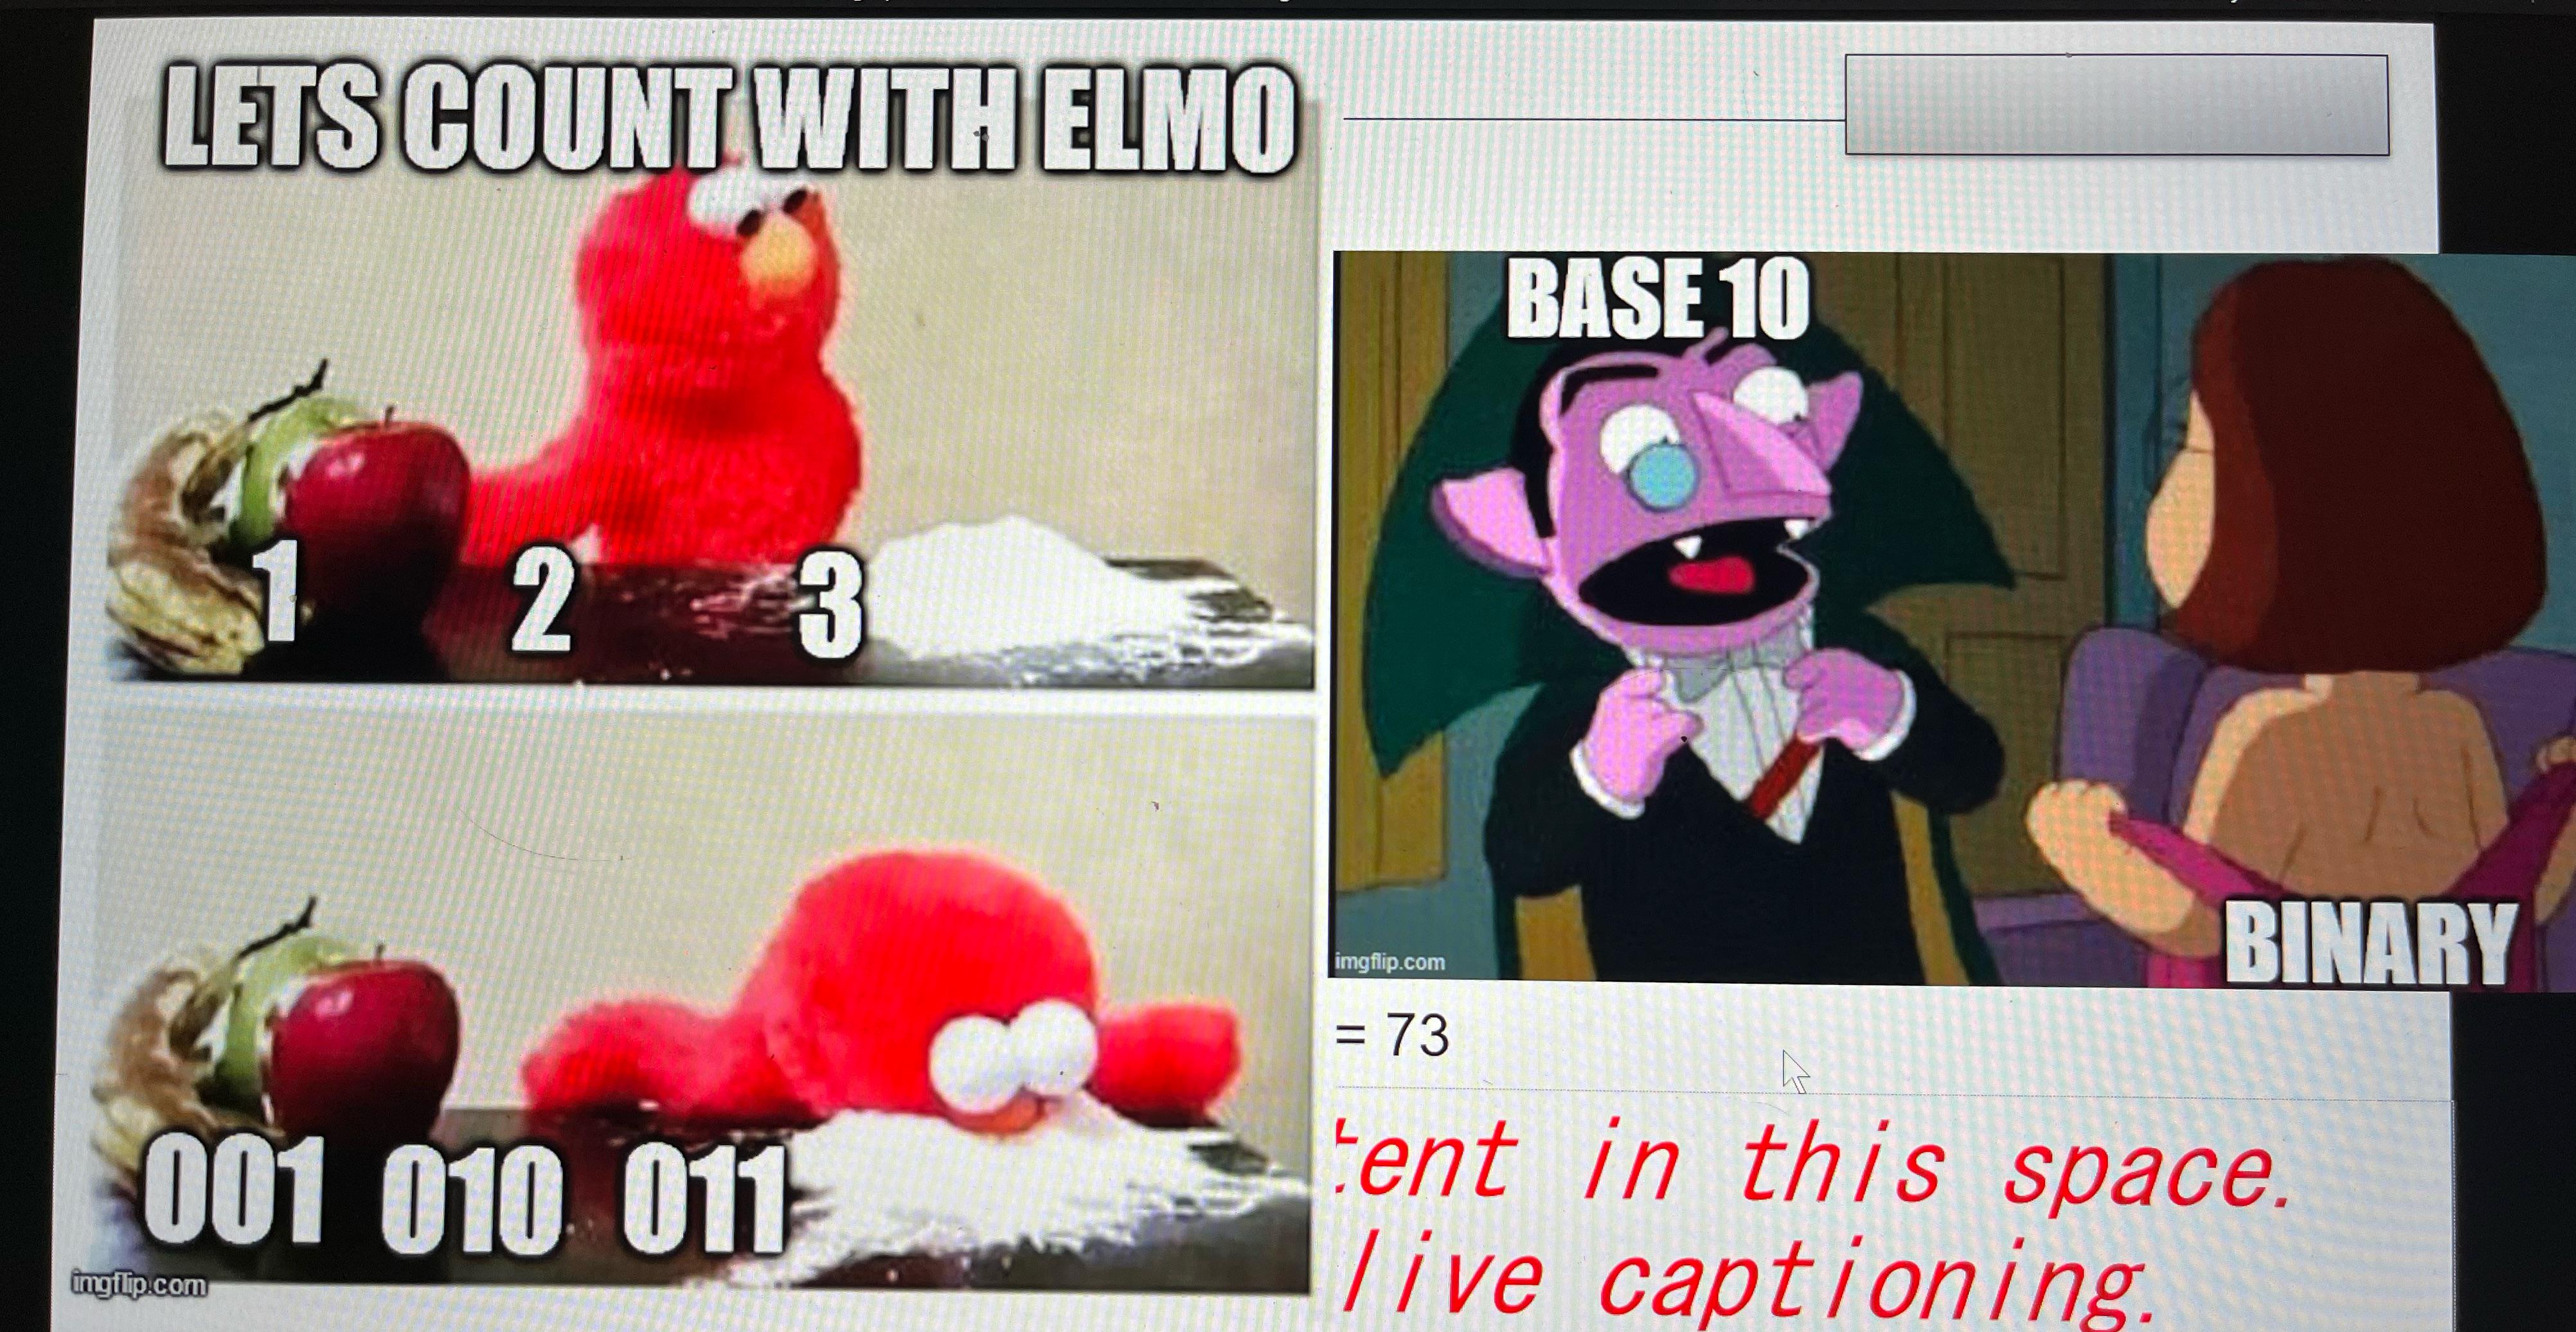 LETS COUNT WITH ELMO
1 2 3
001 010 011
imgflip.com
BASE 10
BINARY
imgflip.com
= 73
in this space.
live captioning.